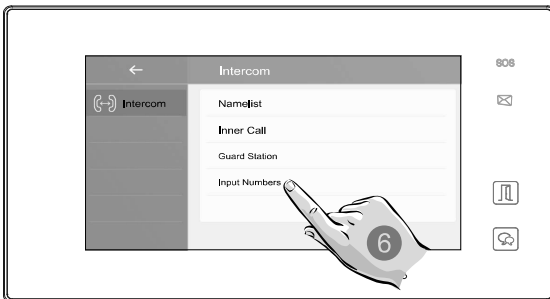 Intercom
SOS
Intercom
Namelist
Inner Call
Guard Station
Input Numbers
6